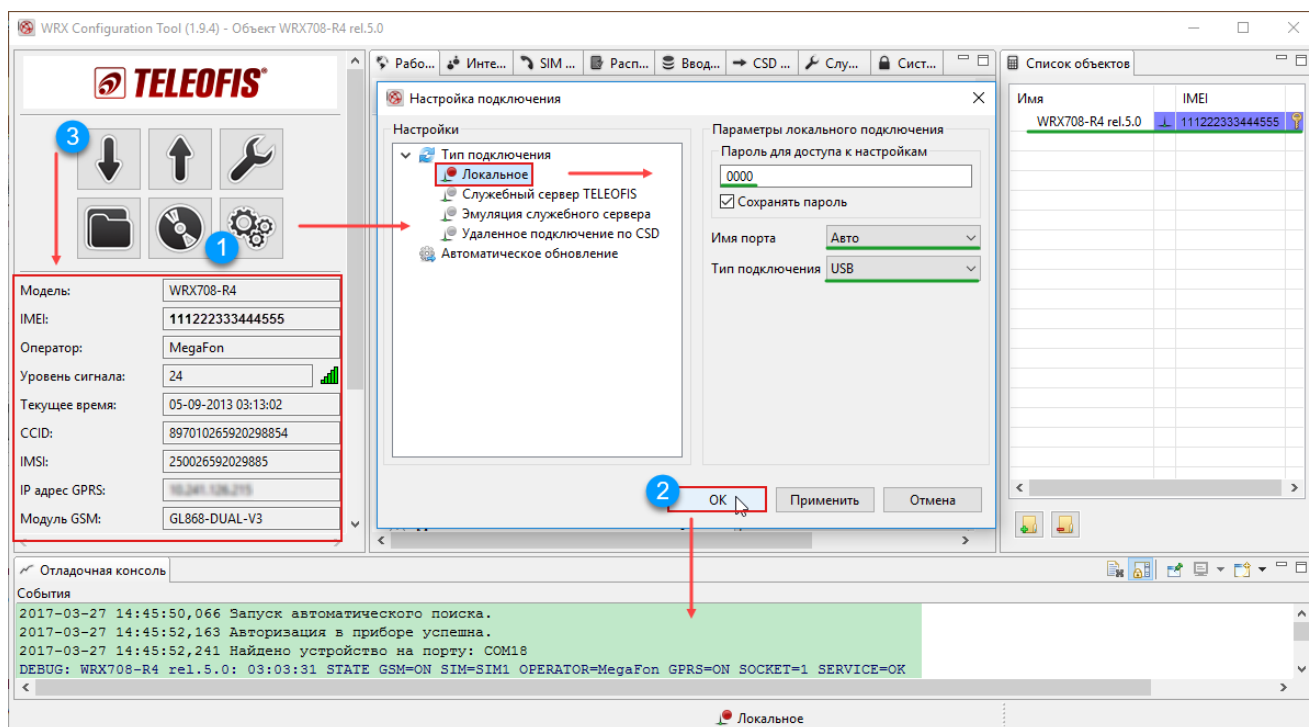 WRX Configuration Tool (1.9.4) - Объект WRX708-R4 rel.5.0
TELEOFIS
3
1
Модель: WRX708-R4
IMEI: 111222333444555
Оператор: MegaFon
Уровень сигнала: 24
Текущее время: 05-09-2013 03:13:02
CCID: 897010265920298854
IMSI: 250026592029885
IP адрес GPRS:
Модуль GSM: GL868-DUAL-V3
Рабо... Инте... SIM ... Расп... Ввод... CSD ... Слу... Сист...
Настройка подключения
Настройки
Тип подключения
Локальное
Служебный сервер TELEOFIS
Эмуляция служебного сервера
Удаленное подключение по CSD
Автоматическое обновление
Параметры локального подключения
Пароль для доступа к настройкам
0000
Сохранять пароль
Имя порта Авто
Тип подключения USB
2
OK Применить Отмена
Список объектов
Имя IMEI
WRX708-R4 rel.5.0 111222333444555
Отладочная консоль
События
2017-03-27 14:45:50,066 Запуск автоматического поиска.
2017-03-27 14:45:52,163 Авторизация в приборе успешна.
2017-03-27 14:45:52,241 Найдено устройство на порту: COM18
DEBUG: WRX708-R4 rel.5.0: 03:03:31 STATE GSM=ON SIM=SIM1 OPERATOR=MegaFon GPRS=ON SOCKET=1 SERVICE=OK
Локальное